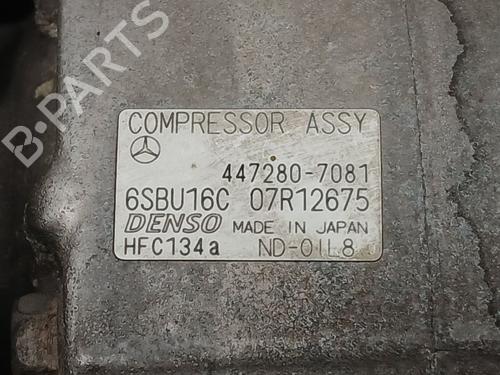 B-PARTS
COMPRESSOR ASSY
447280-7081
6SBU16C 07R12675
DENSO MADE IN JAPAN
HFC134a ND-OIL8